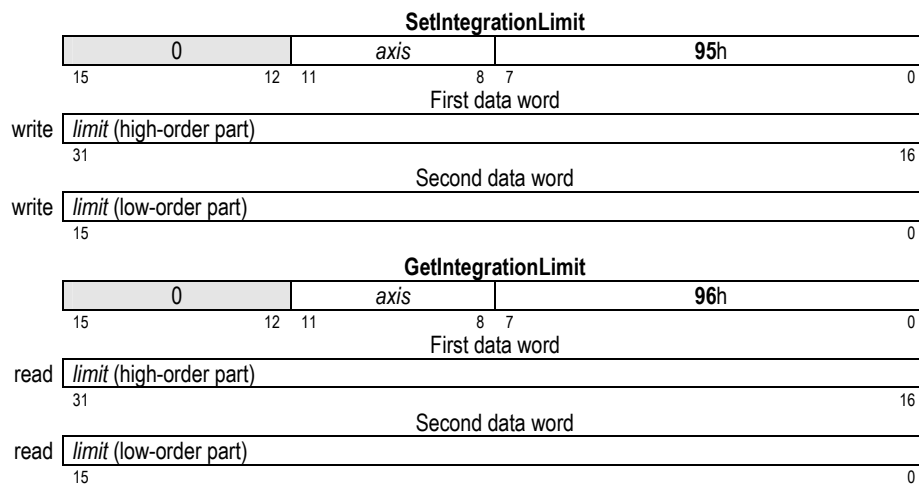 SetIntegrationLimit
0 axis 95h
15 12 11 8 7 0
First data word
write limit (high-order part)
31 16
Second data word
write limit (low-order part)
15 0
GetIntegrationLimit
0 axis 96h
15 12 11 8 7 0
First data word
read limit (high-order part)
31 16
Second data word
read limit (low-order part)
15 0